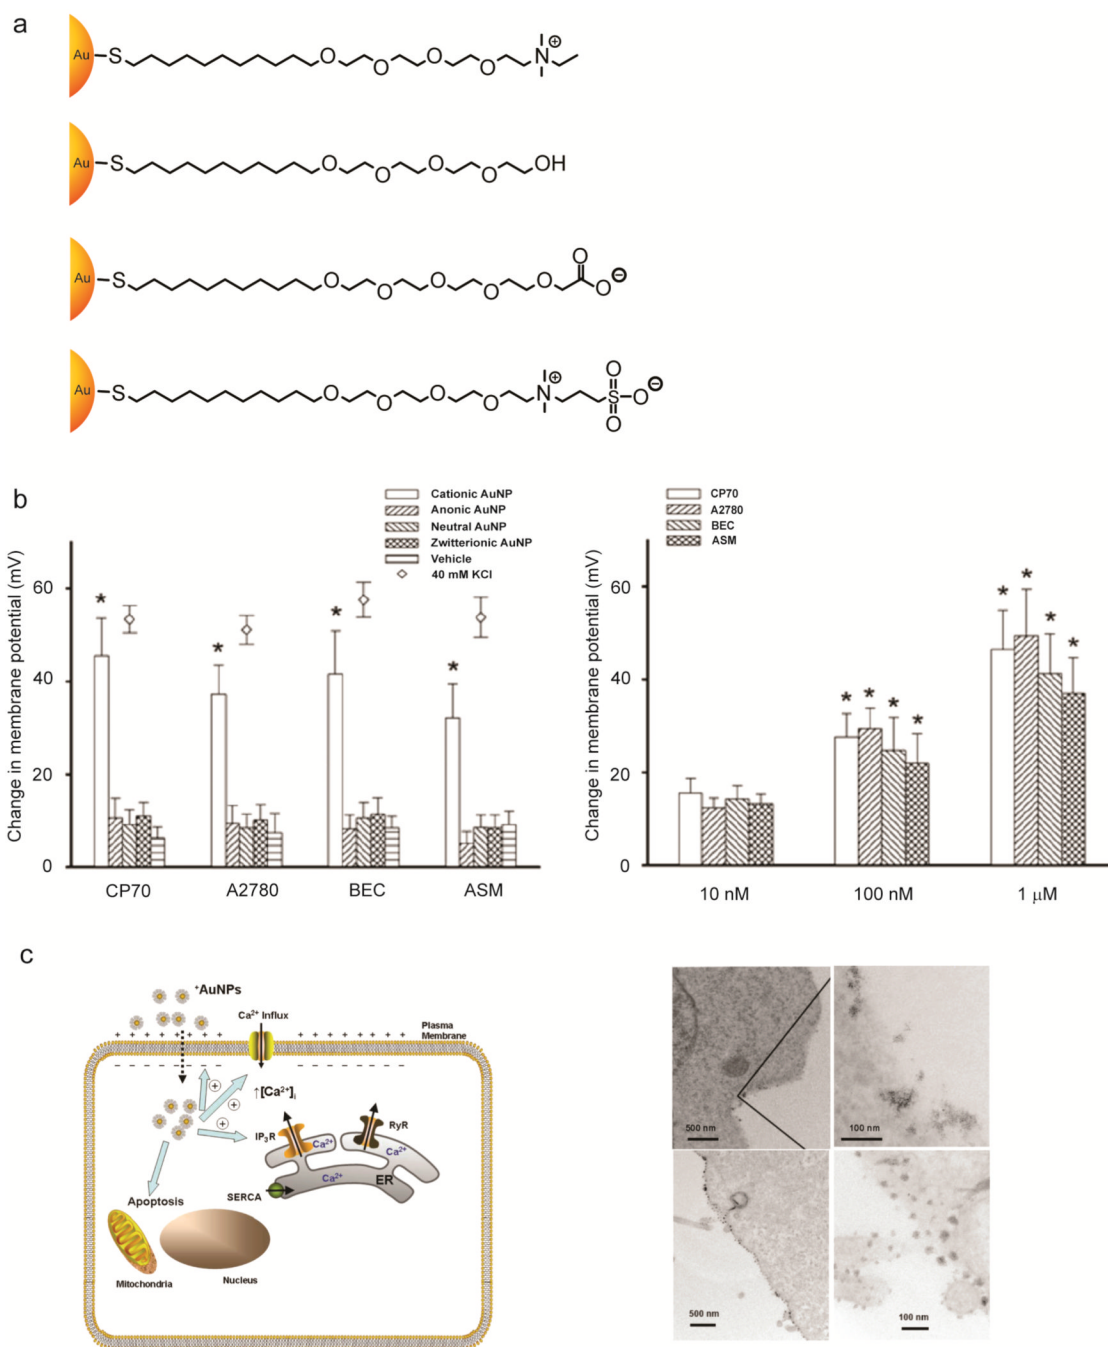 a
Au S O O O O N ⊕
Au S O O O O OH
Au S O O O O O O O ⊖
Au S O O O O N ⊕ O S O ⊖ O
b
Cationic AuNP
Anonic AuNP
Neutral AuNP
Zwitterionic AuNP
Vehicle
40 mM KCl
Change in membrane potential (mV)
60
40
20
0
* * * *
CP70 A2780 BEC ASM
CP70
A2780
BEC
ASM
Change in membrane potential (mV)
60
40
20
0
* * * *
* * * *
10 nM 100 nM 1 μM
c
+AuNPs
Ca2+ Influx
Plasma
Membrane
↑[Ca2+]i
IP3R
RyR
Ca2+
Ca2+
Ca2+
ER
SERCA
Apoptosis
Mitochondria
Nucleus
500 nm
100 nm
500 nm
100 nm